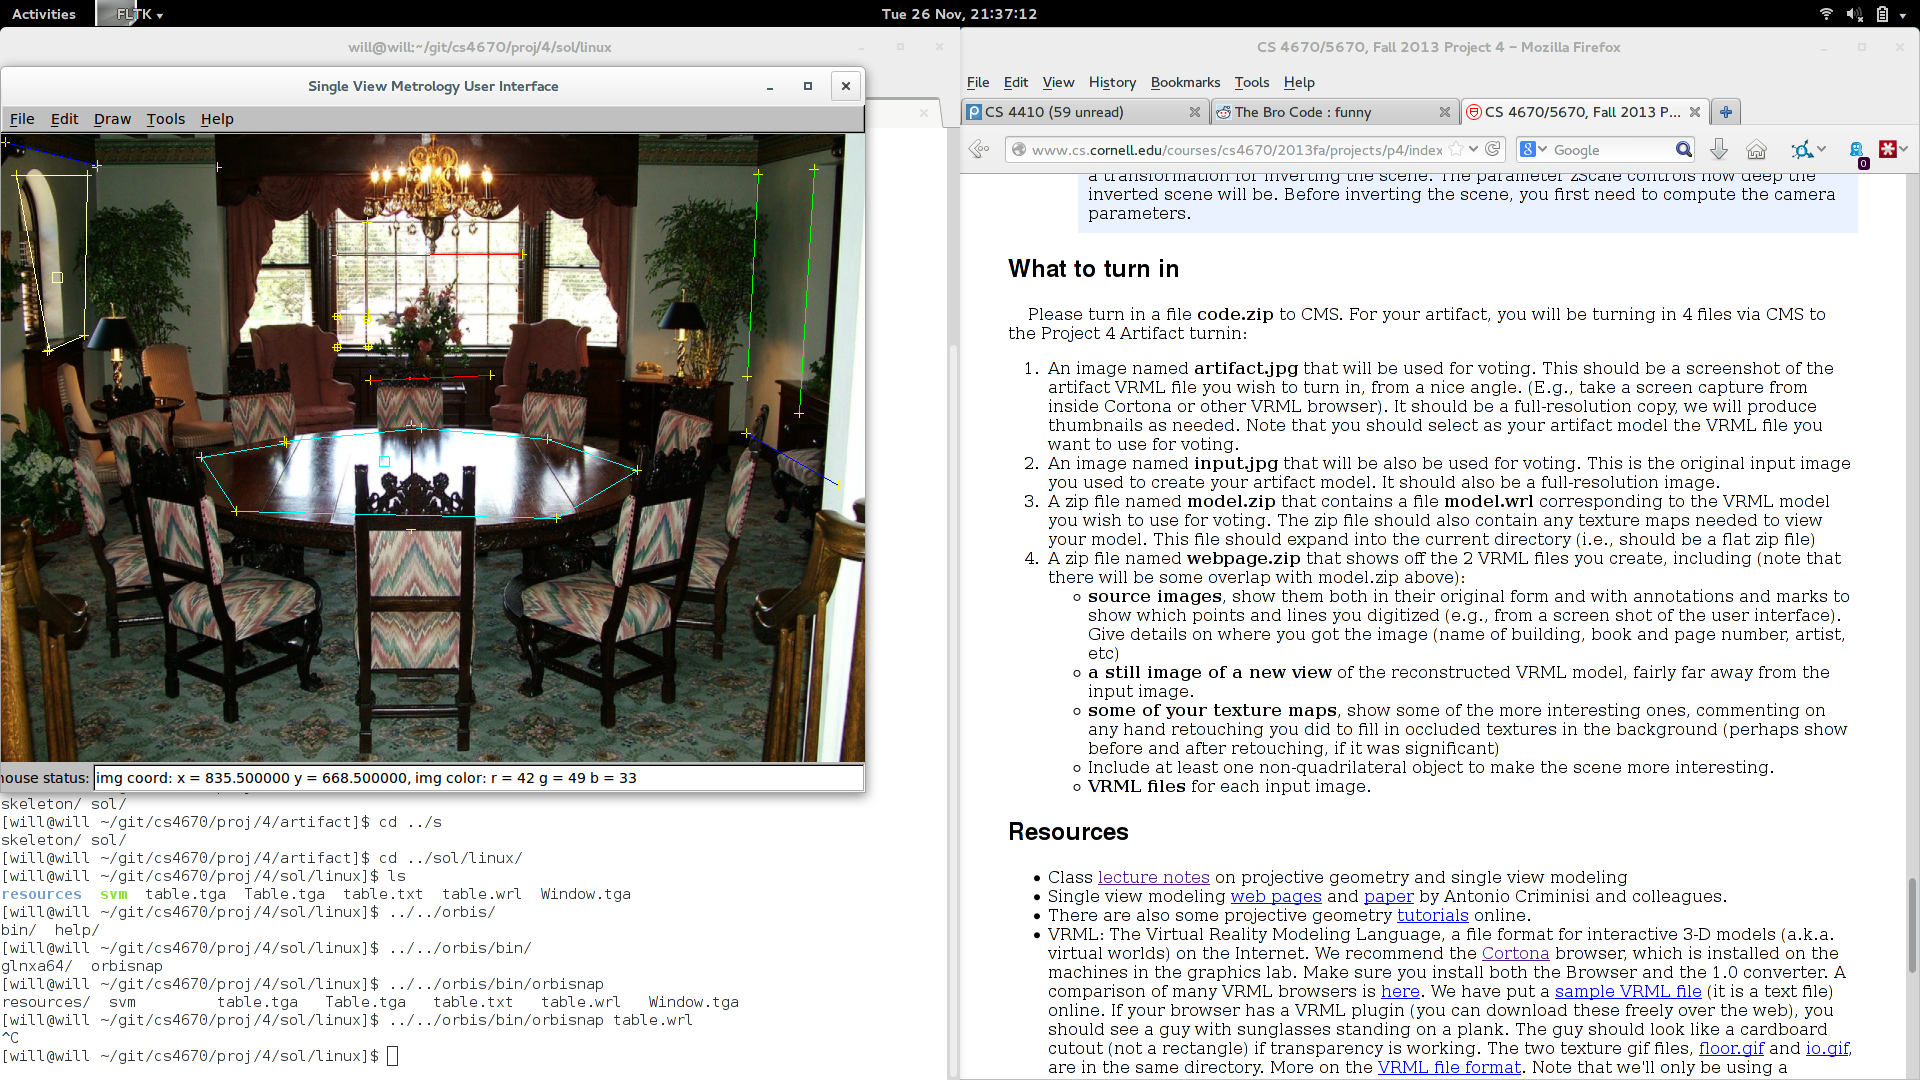 Activities FLTK Tue 26 Nov, 21:37:12
will@will:~/git/cs4670/proj/4/sol/linux
Single View Metrology User Interface
File Edit Draw Tools Help
ouse status: img coord: x = 835.500000 y = 668.500000, img color: r = 42 g = 49 b = 33
skeleton/ sol/
[will@will ~/git/cs4670/proj/4/artifact]$ cd ../s
skeleton/ sol/
[will@will ~/git/cs4670/proj/4/artifact]$ cd ../sol/linux/
[will@will ~/git/cs4670/proj/4/sol/linux]$ ls
resources svm table.tga Table.tga table.txt table.wrl Window.tga
[will@will ~/git/cs4670/proj/4/sol/linux]$ ../../orbis/
bin/ help/
[will@will ~/git/cs4670/proj/4/sol/linux]$ ../../orbis/bin/
glnxa64/ orbisnap
[will@will ~/git/cs4670/proj/4/sol/linux]$ ../../orbis/bin/orbisnap
resources/ svm table.tga Table.tga table.txt table.wrl Window.tga
[will@will ~/git/cs4670/proj/4/sol/linux]$ ../../orbis/bin/orbisnap table.wrl
^C
[will@will ~/git/cs4670/proj/4/sol/linux]$
CS 4670/5670, Fall 2013 Project 4 - Mozilla Firefox
File Edit View History Bookmarks Tools Help
CS 4410 (59 unread) The Bro Code : funny CS 4670/5670, Fall 2013 P...
www.cs.cornell.edu/courses/cs4670/2013fa/projects/p4/index Google 0
a transformation for inverting the scene. The parameter zScale controls how deep the
inverted scene will be. Before inverting the scene, you first need to compute the camera
parameters.
What to turn in
Please turn in a file code.zip to CMS. For your artifact, you will be turning in 4 files via CMS to
the Project 4 Artifact turnin:
1. An image named artifact.jpg that will be used for voting. This should be a screenshot of the
artifact VRML file you wish to turn in, from a nice angle. (E.g., take a screen capture from
inside Cortona or other VRML browser). It should be a full-resolution copy, we will produce
thumbnails as needed. Note that you should select as your artifact model the VRML file you
want to use for voting.
2. An image named input.jpg that will be also be used for voting. This is the original input image
you used to create your artifact model. It should also be a full-resolution image.
3. A zip file named model.zip that contains a file model.wrl corresponding to the VRML model
you wish to use for voting. The zip file should also contain any texture maps needed to view
your model. This file should expand into the current directory (i.e., should be a flat zip file)
4. A zip file named webpage.zip that shows off the 2 VRML files you create, including (note that
there will be some overlap with model.zip above):
source images, show them both in their original form and with annotations and marks to
show which points and lines you digitized (e.g., from a screen shot of the user interface).
Give details on where you got the image (name of building, book and page number, artist,
etc)
a still image of a new view of the reconstructed VRML model, fairly far away from the
input image.
some of your texture maps, show some of the more interesting ones, commenting on
any hand retouching you did to fill in occluded textures in the background (perhaps show
before and after retouching, if it was significant)
Include at least one non-quadrilateral object to make the scene more interesting.
VRML files for each input image.
Resources
Class lecture notes on projective geometry and single view modeling
Single view modeling web pages and paper by Antonio Criminisi and colleagues.
There are also some projective geometry tutorials online.
VRML: The Virtual Reality Modeling Language, a file format for interactive 3-D models (a.k.a.
virtual worlds) on the Internet. We recommend the Cortona browser, which is installed on the
machines in the graphics lab. Make sure you install both the Browser and the 1.0 converter. A
comparison of many VRML browsers is here. We have put a sample VRML file (it is a text file)
online. If your browser has a VRML plugin (you can download these freely over the web), you
should see a guy with sunglasses standing on a plank. The guy should look like a cardboard
cutout (not a rectangle) if transparency is working. The two texture gif files, floor.gif and io.gif,
are in the same directory. More on the VRML file format. Note that we'll only be using a